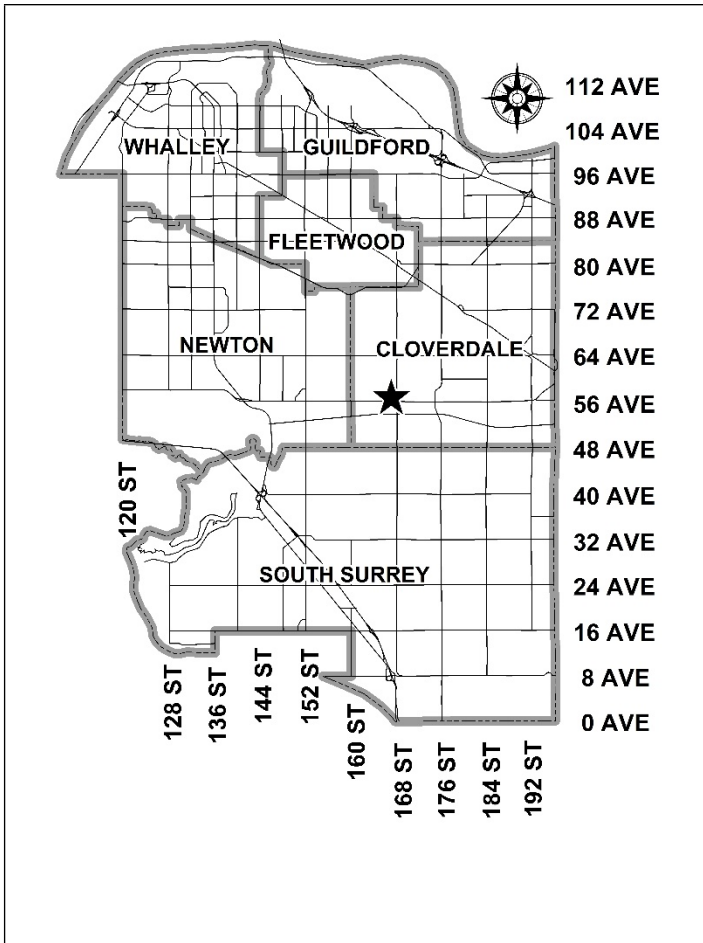 112 AVE
104 AVE
WHALLEY
GUILDFORD
96 AVE
88 AVE
FLEETWOOD
80 AVE
72 AVE
NEWTON
CLOVERDALE
64 AVE
56 AVE
48 AVE
120 ST
40 AVE
32 AVE
SOUTH SURREY
24 AVE
16 AVE
8 AVE
0 AVE
128 ST
136 ST
144 ST
152 ST
160 ST
168 ST
176 ST
184 ST
192 ST